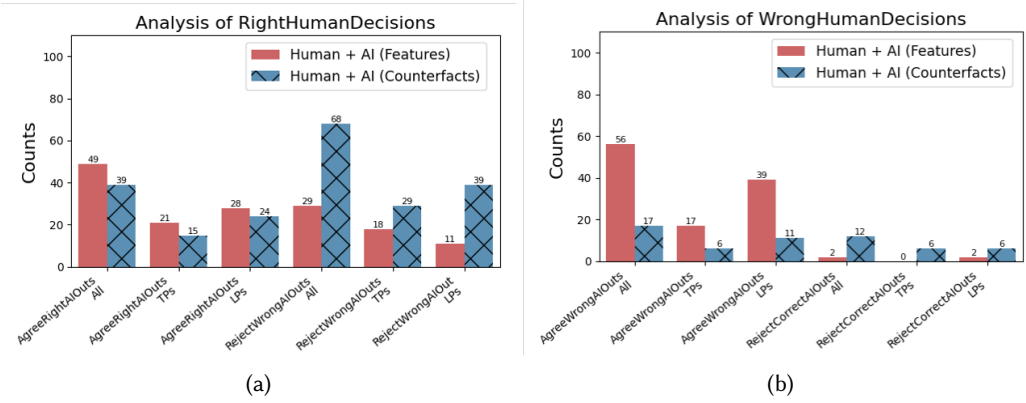 Analysis of RightHumanDecisions
Human + AI (Features)
Human + AI (Counterfacts)
Counts
100
80
60
40
20
0
49
39
21
15
28
24
29
68
18
29
11
39
AgreeRightAIOuts
All
AgreeRightAIOuts
TPs
AgreeRightAIOuts
LPs
RejectWrongAIOuts
All
RejectWrongAIOuts
TPs
RejectWrongAIOut
LPs
(a)
Analysis of WrongHumanDecisions
Human + AI (Features)
Human + AI (Counterfacts)
Counts
100
80
60
40
20
0
56
17
17
6
39
11
2
12
0
6
2
6
AgreeWrongAIOuts
All
AgreeWrongAIOuts
TPs
AgreeWrongAIOuts
LPs
RejectCorrectAIOuts
All
RejectCorrectAIOuts
TPs
RejectCorrectAIOuts
LPs
(b)